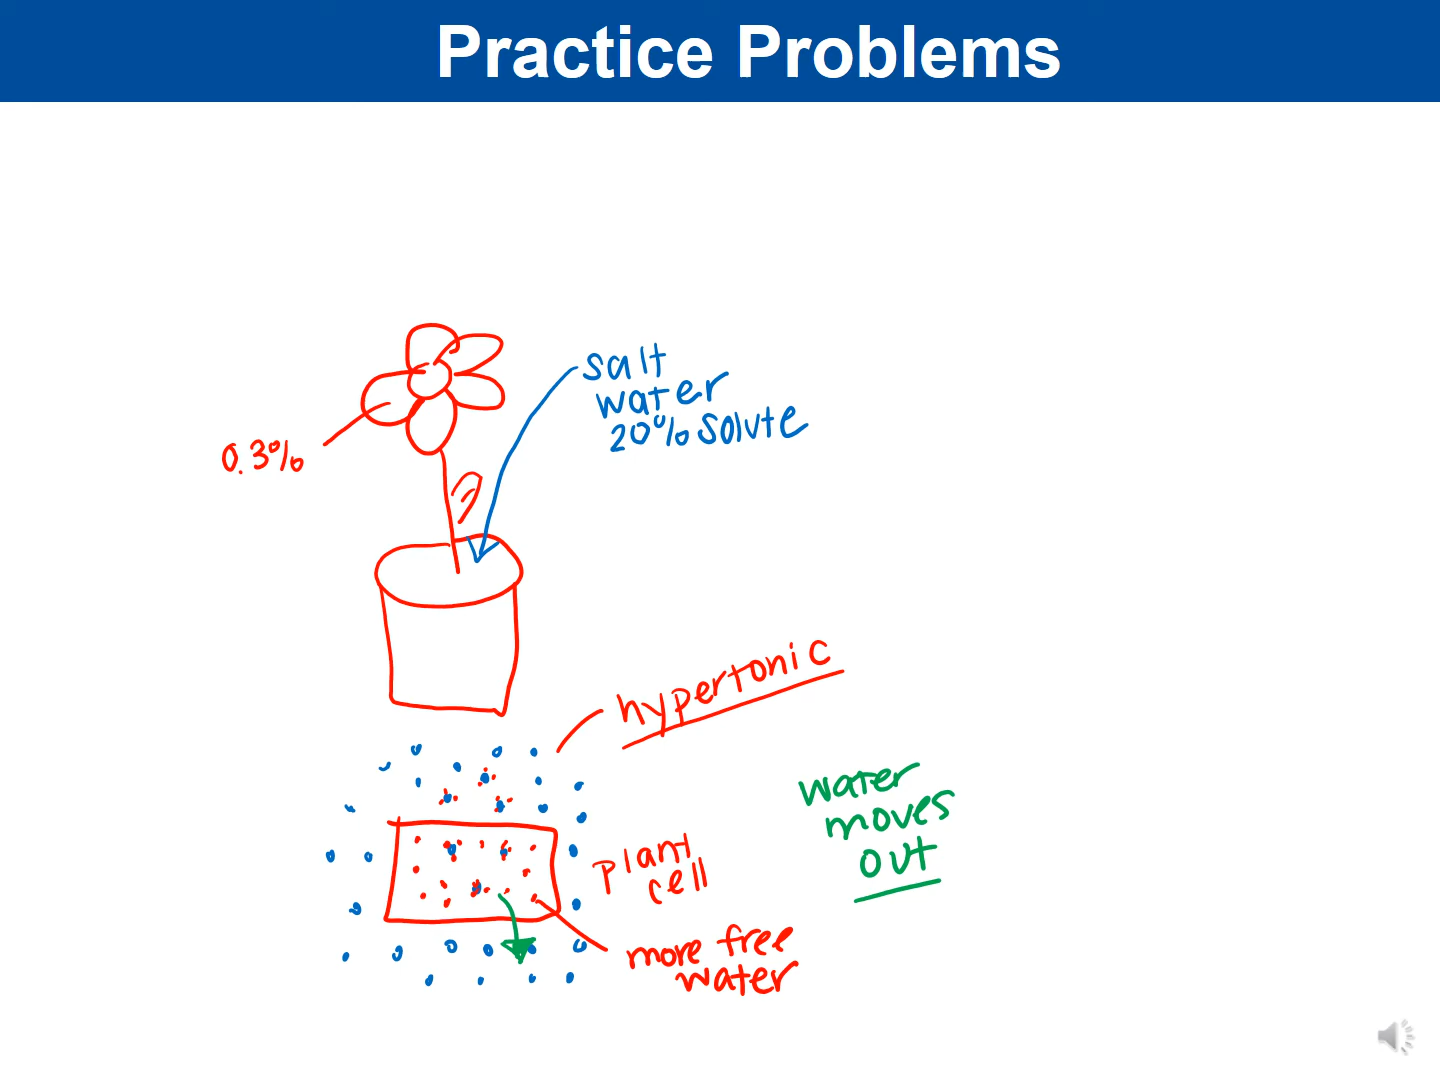 Practice Problems
salt
water
20% solute
0.3%
hypertonic
water
moves
out
plant
cell
more free
water